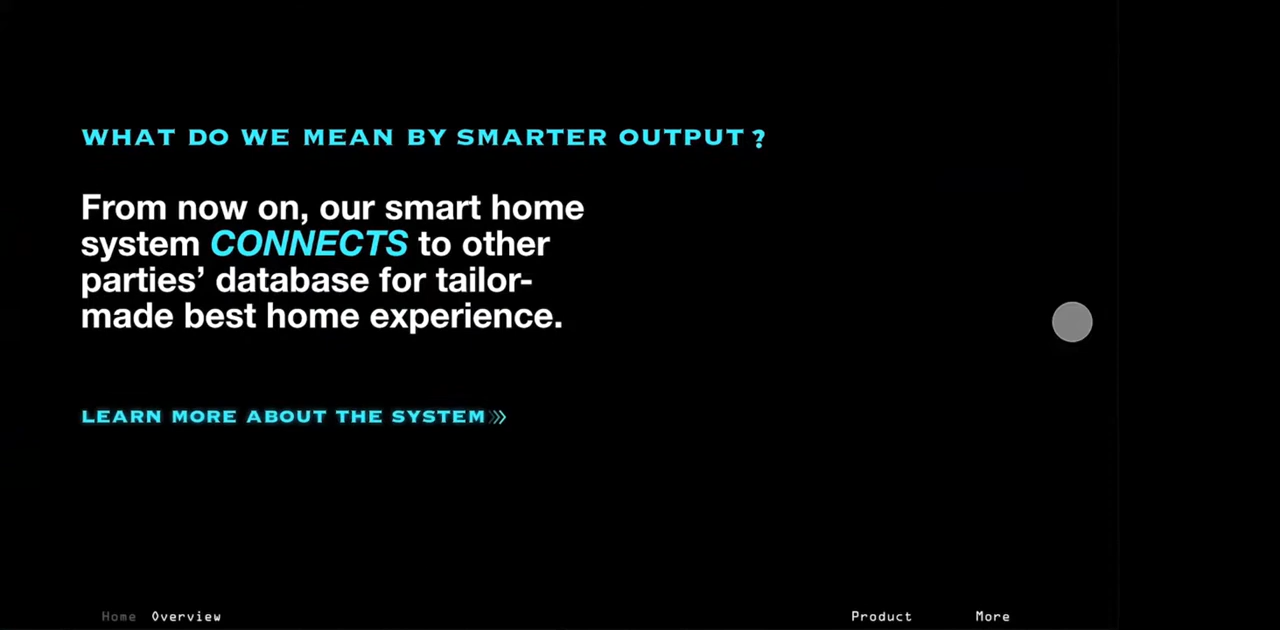 WHAT DO WE MEAN BY SMARTER OUTPUT ?
From now on, our smart home
system CONNECTS to other
parties’ database for tailor-
made best home experience.
LEARN MORE ABOUT THE SYSTEM
Home Overview Product More